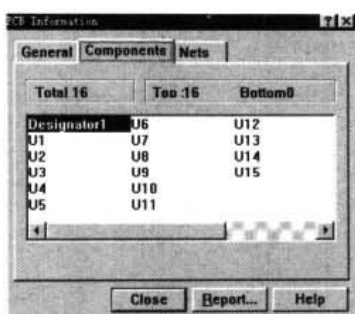 PCB Information
General Components Nets
Total 16 Top :16 Bottom0
Designator1 U6 U12
U1 U7 U13
U2 U8 U14
U3 U9 U15
U4 U10
U5 U11
Close Report... Help